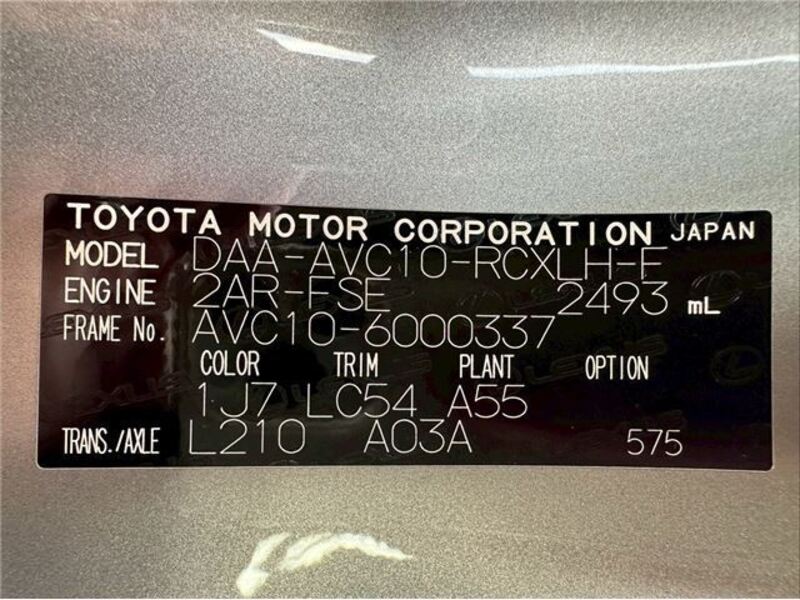 TOYOTA MOTOR CORPORATION JAPAN
MODEL DAA-AVC10-RCXLH-F
ENGINE 2AR-FSE 2493 mL
FRAME No. AVC10-6000337
COLOR TRIM PLANT OPTION
1J7 LC54 A55
TRANS./AXLE L210 A03A 575